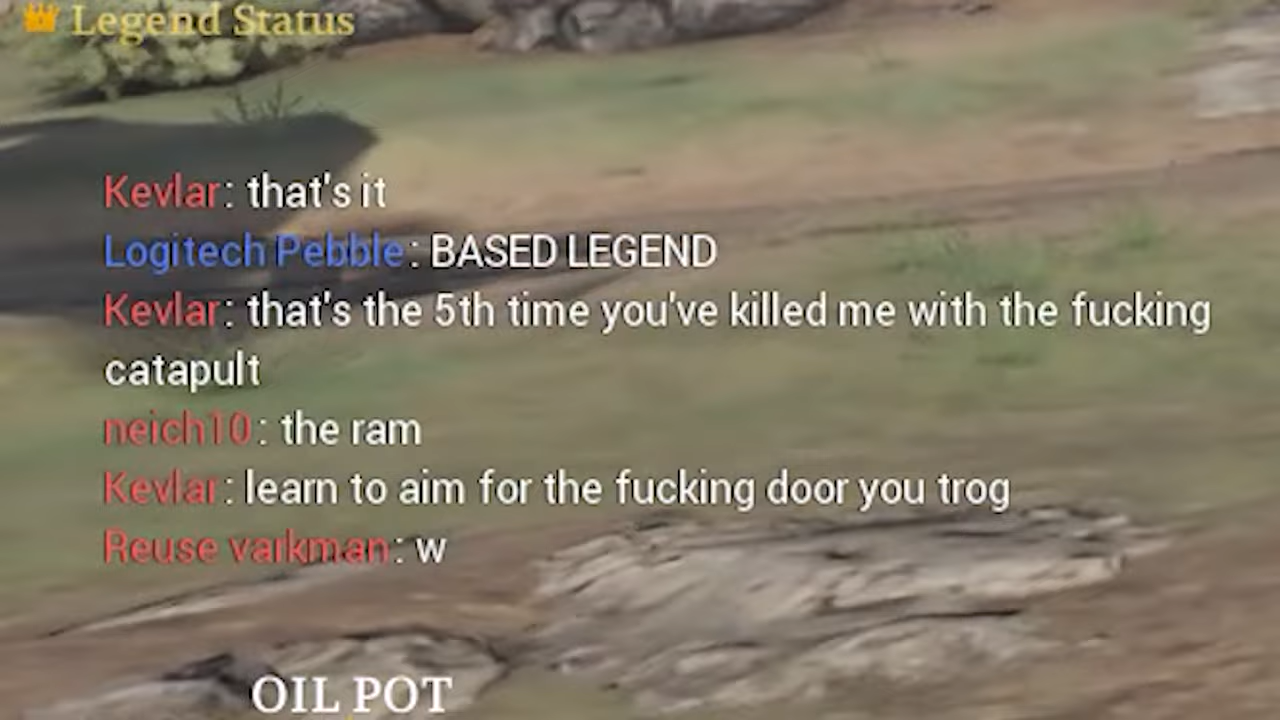 Legend Status
Kevlar: that's it
Logitech Pebble: BASED LEGEND
Kevlar: that's the 5th time you've killed me with the fucking
catapult
neich10: the ram
Kevlar: learn to aim for the fucking door you trog
Reuse varkman: w
OIL POT